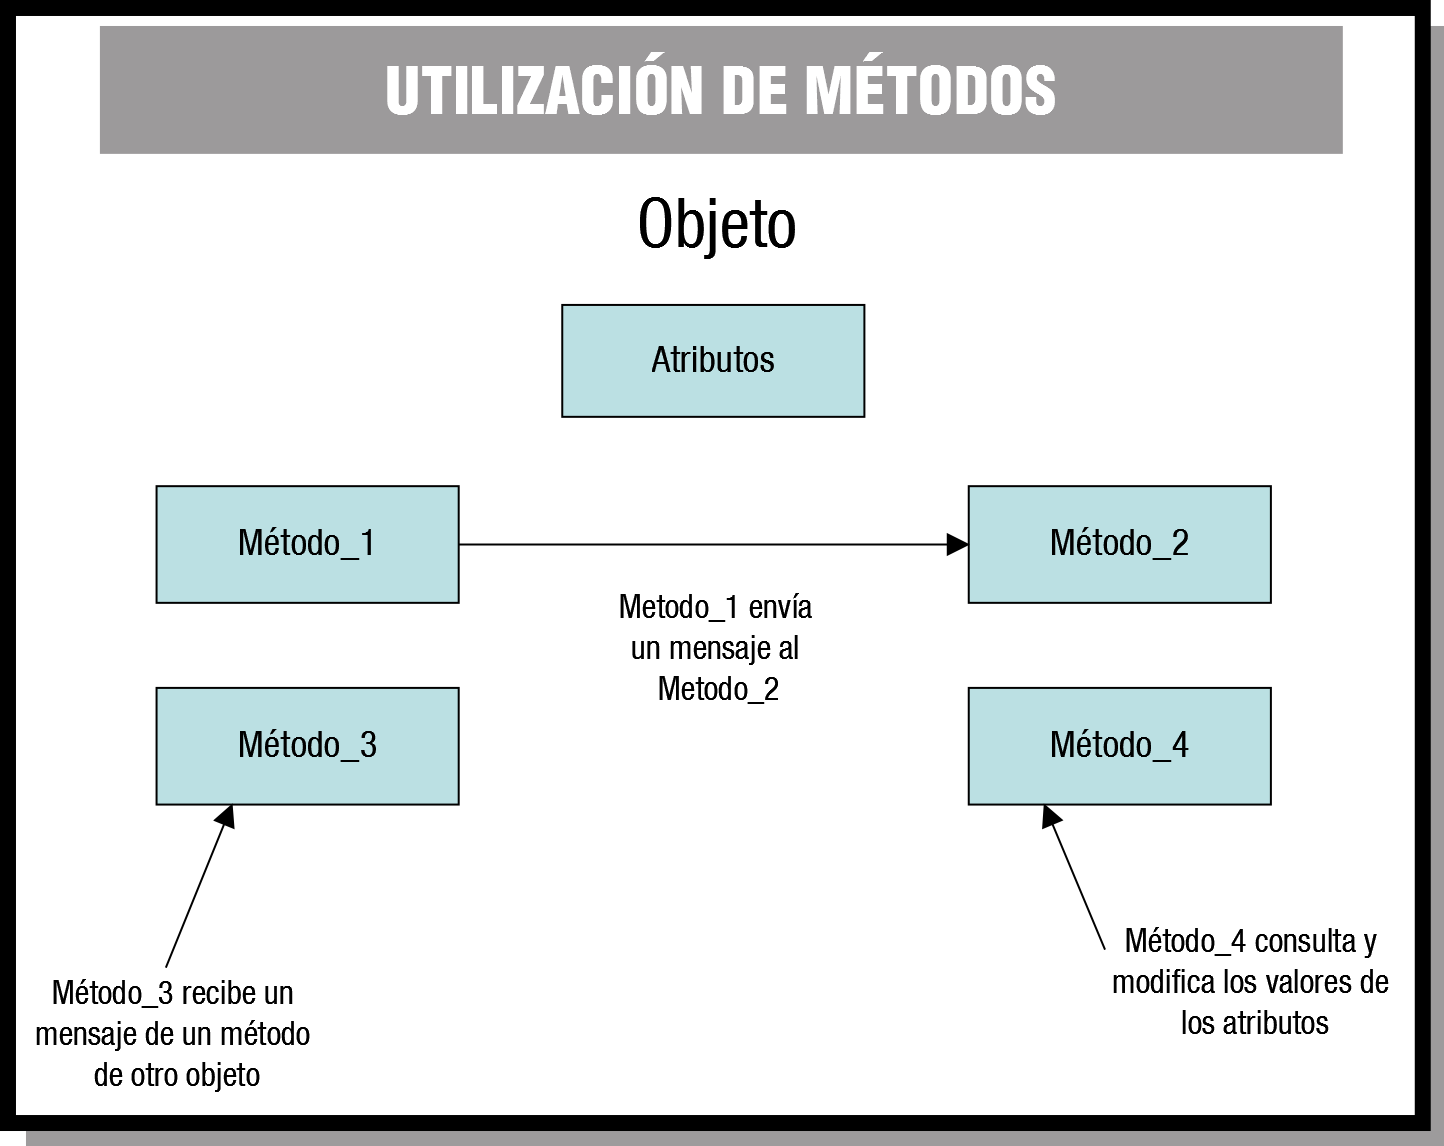 UTILIZACIÓN DE MÉTODOS
Objeto
Atributos
Método_1
Método_2
Metodo_1 envía
un mensaje al
Metodo_2
Método_3
Método_4
Método_3 recibe un
mensaje de un método
de otro objeto
Método_4 consulta y
modifica los valores de
los atributos